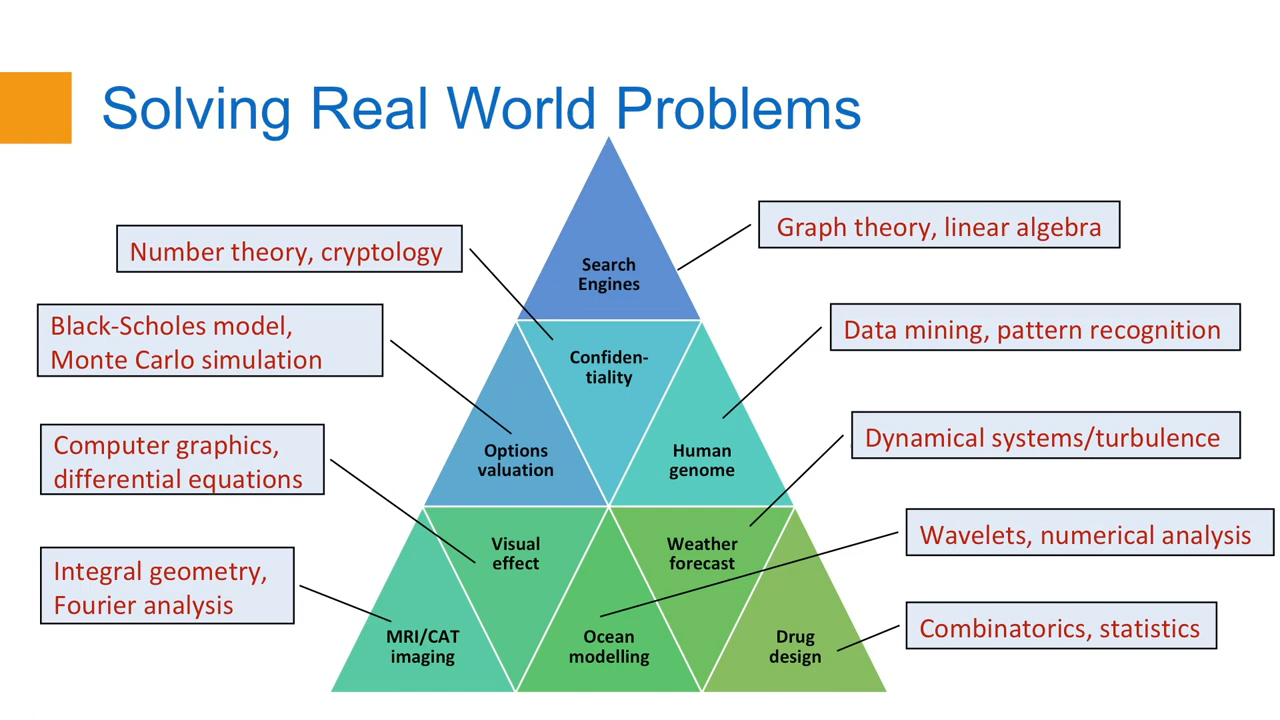 Solving Real World Problems
Graph theory, linear algebra
Number theory, cryptology
Search
Engines
Black-Scholes model,
Monte Carlo simulation
Data mining, pattern recognition
Confiden-
tiality
Computer graphics,
differential equations
Options
valuation
Human
genome
Dynamical systems/turbulence
Visual
effect
Weather
forecast
Wavelets, numerical analysis
Integral geometry,
Fourier analysis
MRI/CAT
imaging
Ocean
modelling
Drug
design
Combinatorics, statistics